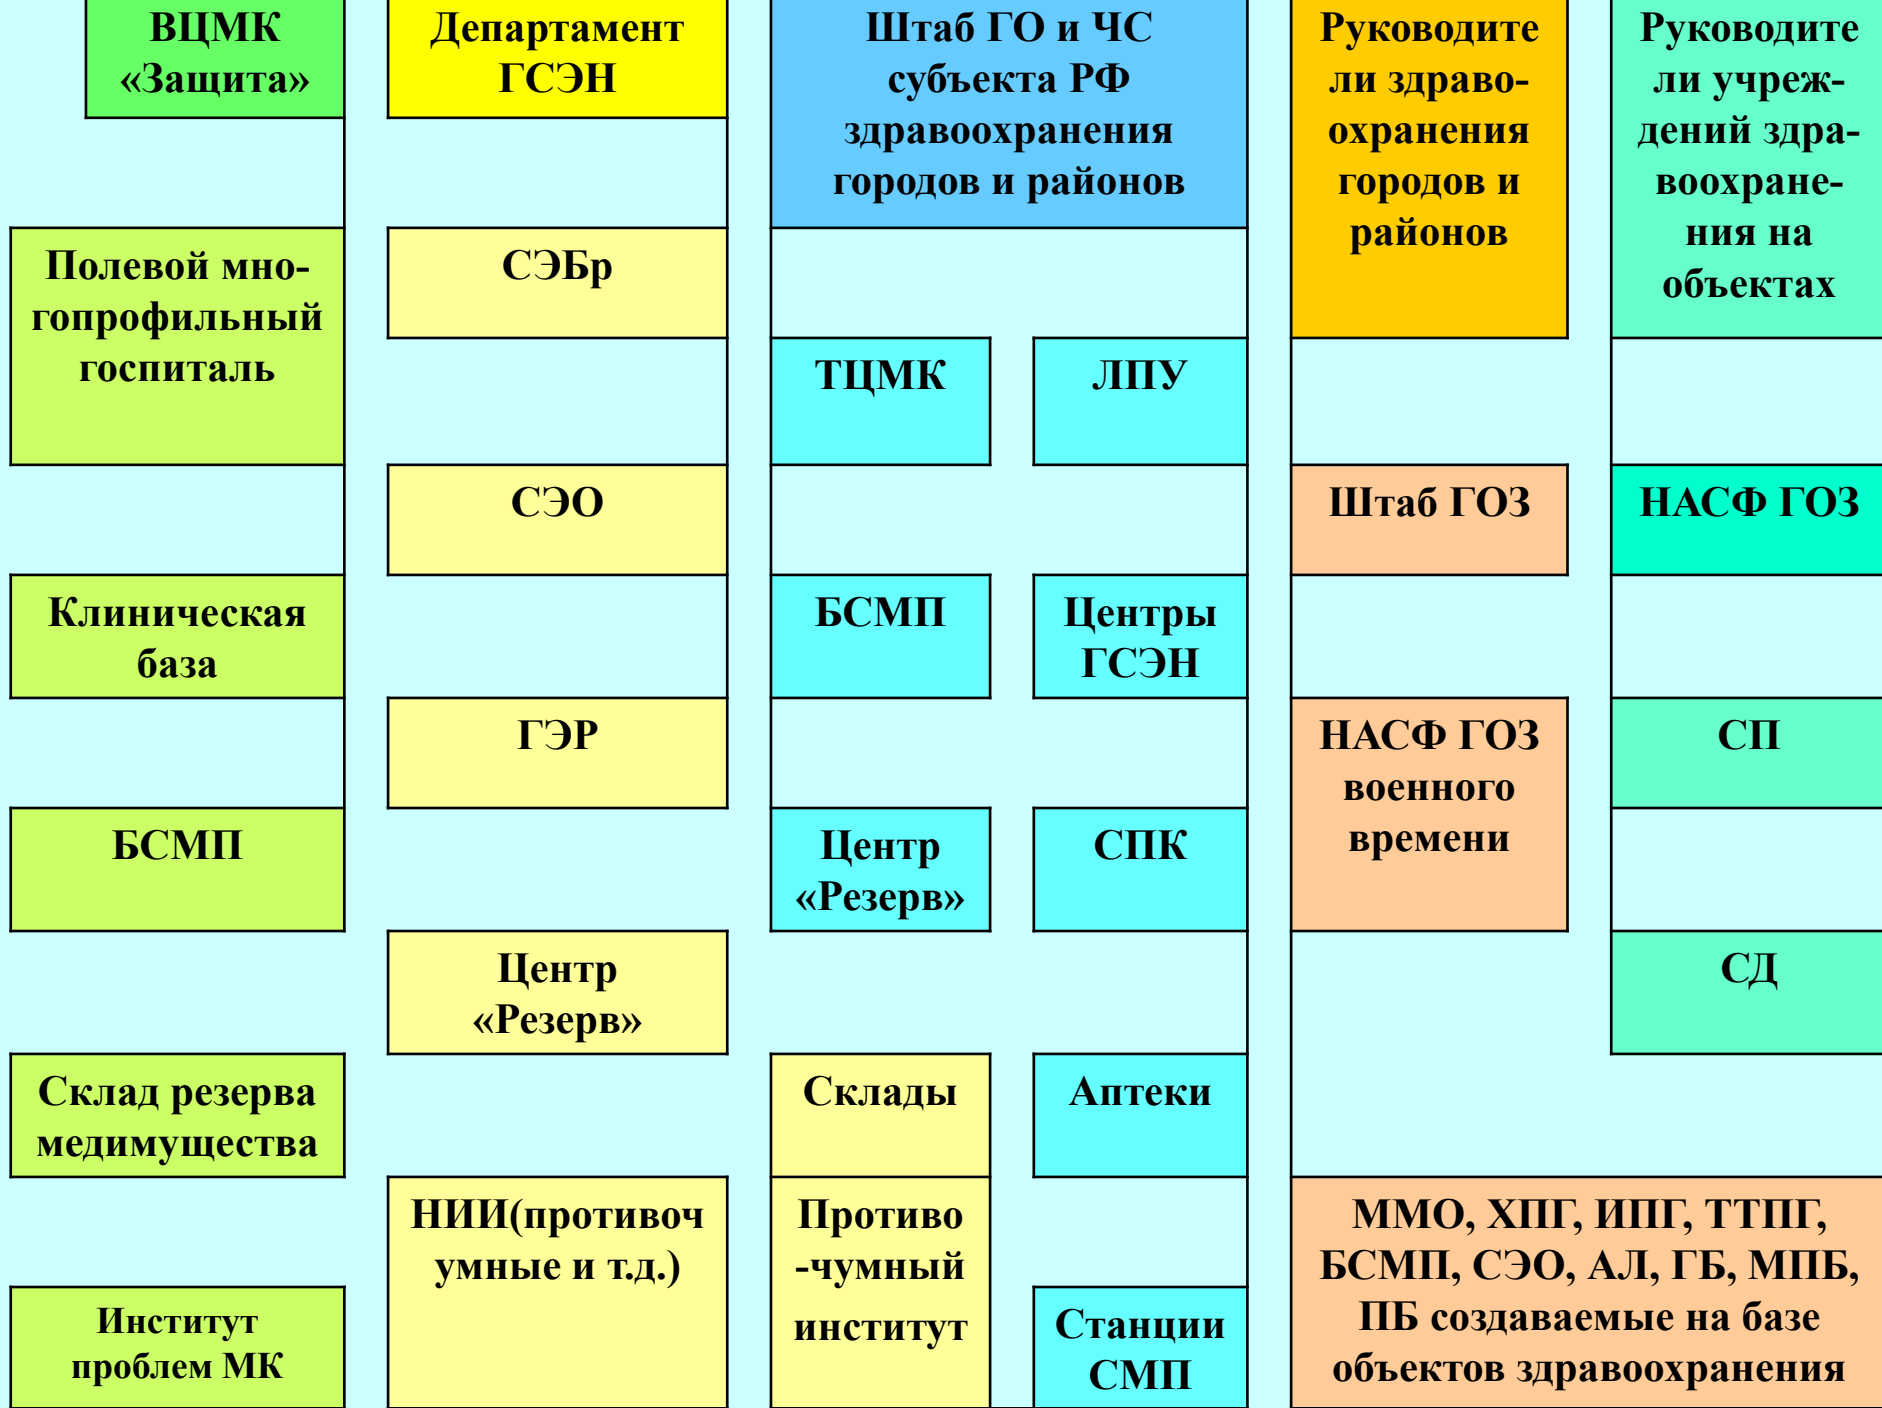 ВЦМК
«Защита»
Департамент
ГСЭН
Штаб ГО и ЧС
субъекта РФ
здравоохранения
городов и районов
Руководите
ли здраво-
охранения
городов и
районов
Руководите
ли учреж-
дений здра-
воохране-
ния на
объектах
Полевой мно-
гопрофильный
госпиталь
СЭБр
ТЦМК
ЛПУ
СЭО
Штаб ГОЗ
НАСФ ГОЗ
Клиническая
база
БСМП
Центры
ГСЭН
ГЭР
НАСФ ГОЗ
военного
времени
СП
БСМП
Центр
«Резерв»
СПК
Центр
«Резерв»
СД
Склад резерва
медимущества
Склады
Аптеки
НИИ(противоч
умные и т.д.)
Противо
-чумный
институт
ММО, ХПГ, ИПГ, ТТПГ,
БСМП, СЭО, АЛ, ГБ, МПБ,
ПБ создаваемые на базе
объектов здравоохранения
Институт
проблем МК
Станции
СМП